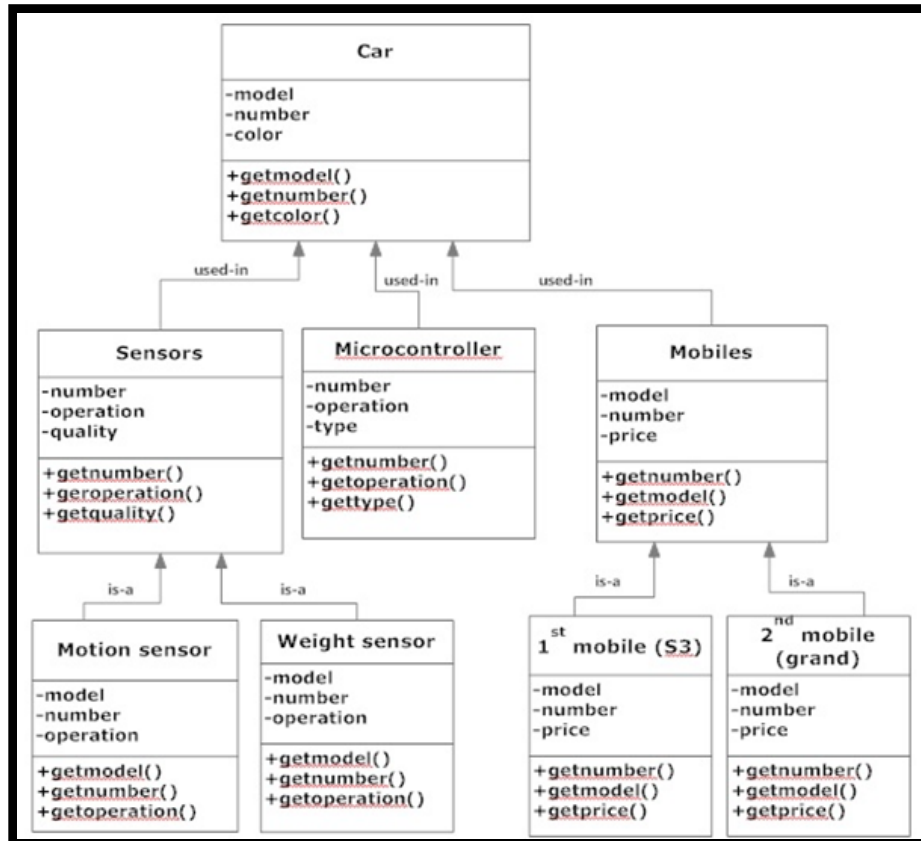 Car
-model
-number
-color
+getmodel()
+getnumber()
+getcolor()
used-in
used-in
used-in
Sensors
-number
-operation
-quality
+getnumber()
+geroperation()
+getquality()
Microcontroller
-number
-operation
-type
+getnumber()
+getoperation()
+gettype()
Mobiles
-model
-number
-price
+getnumber()
+getmodel()
+getprice()
is-a
is-a
is-a
is-a
Motion sensor
-model
-number
-operation
+getmodel()
+getnumber()
+getoperation()
Weight sensor
-model
-number
-operation
+getmodel()
+getnumber()
+getoperation()
1st mobile (S3)
-model
-number
-price
+getnumber()
+getmodel()
+getprice()
2nd mobile
(grand)
-model
-number
-price
+getnumber()
+getmodel()
+getprice()